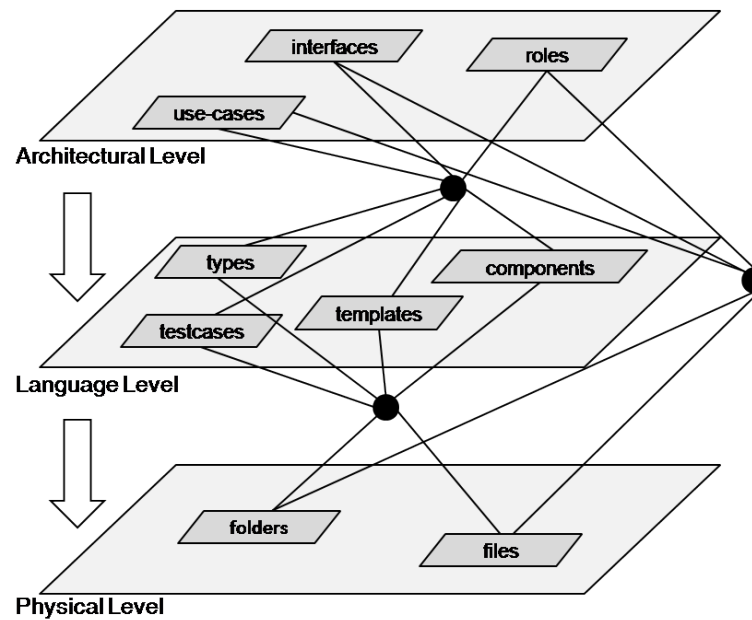 interfaces
roles
use-cases
Architectural Level
types
components
templates
testcases
Language Level
folders
files
Physical Level